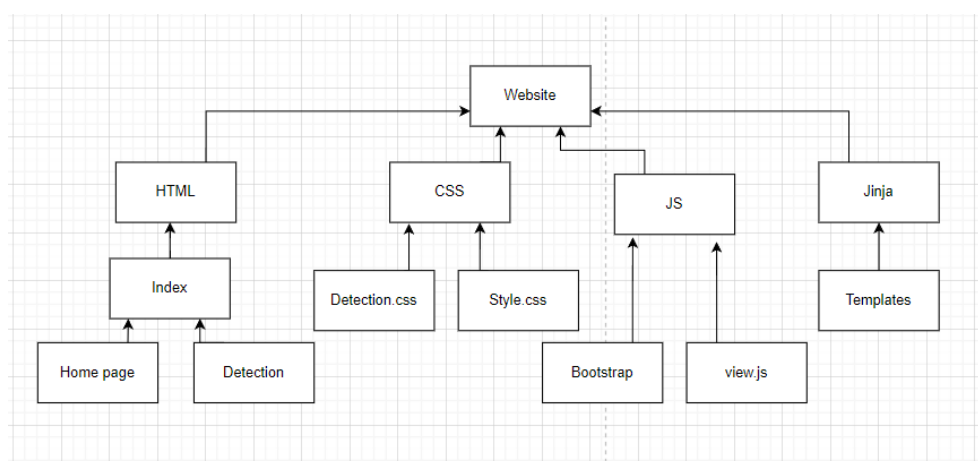 Website
HTML
CSS
JS
Jinja
Index
Detection.css
Style.css
Templates
Home page
Detection
Bootstrap
view.js